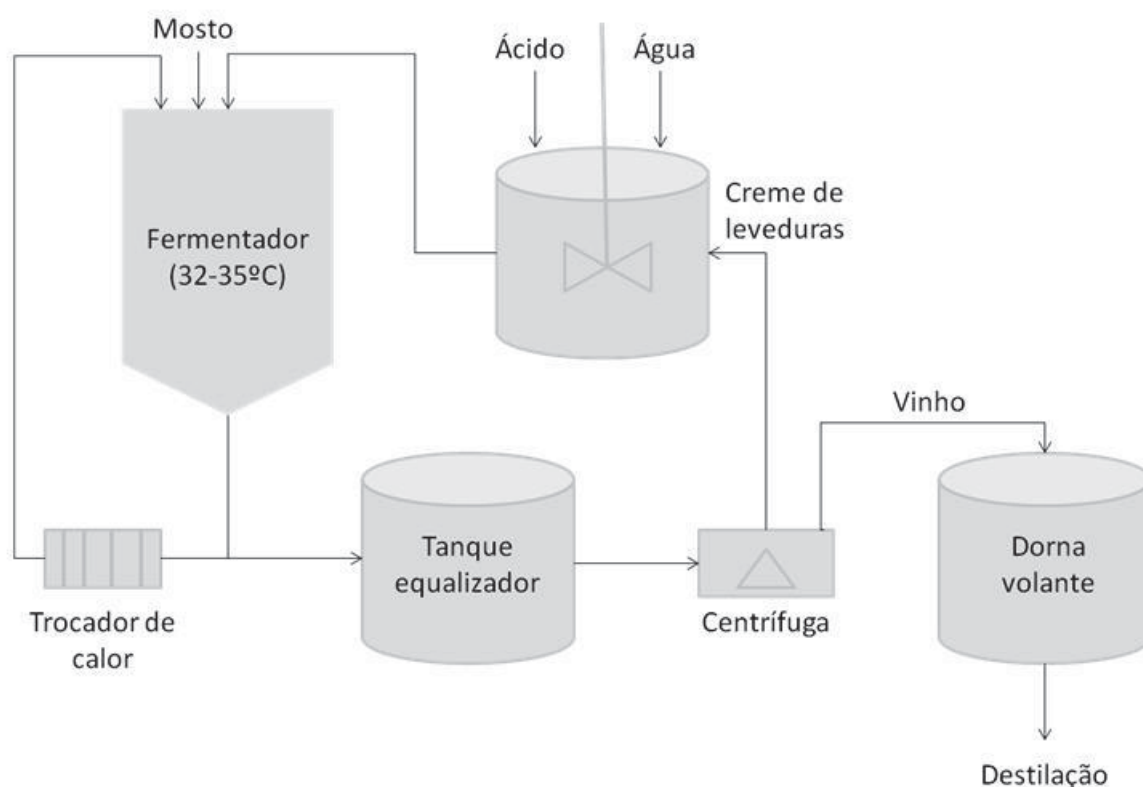 Mosto
Ácido
Água
Creme de
leveduras
Fermentador
(32-35ºC)
Vinho
Tanque
equalizador
Dorna
volante
Trocador de
calor
Centrífuga
Destilação